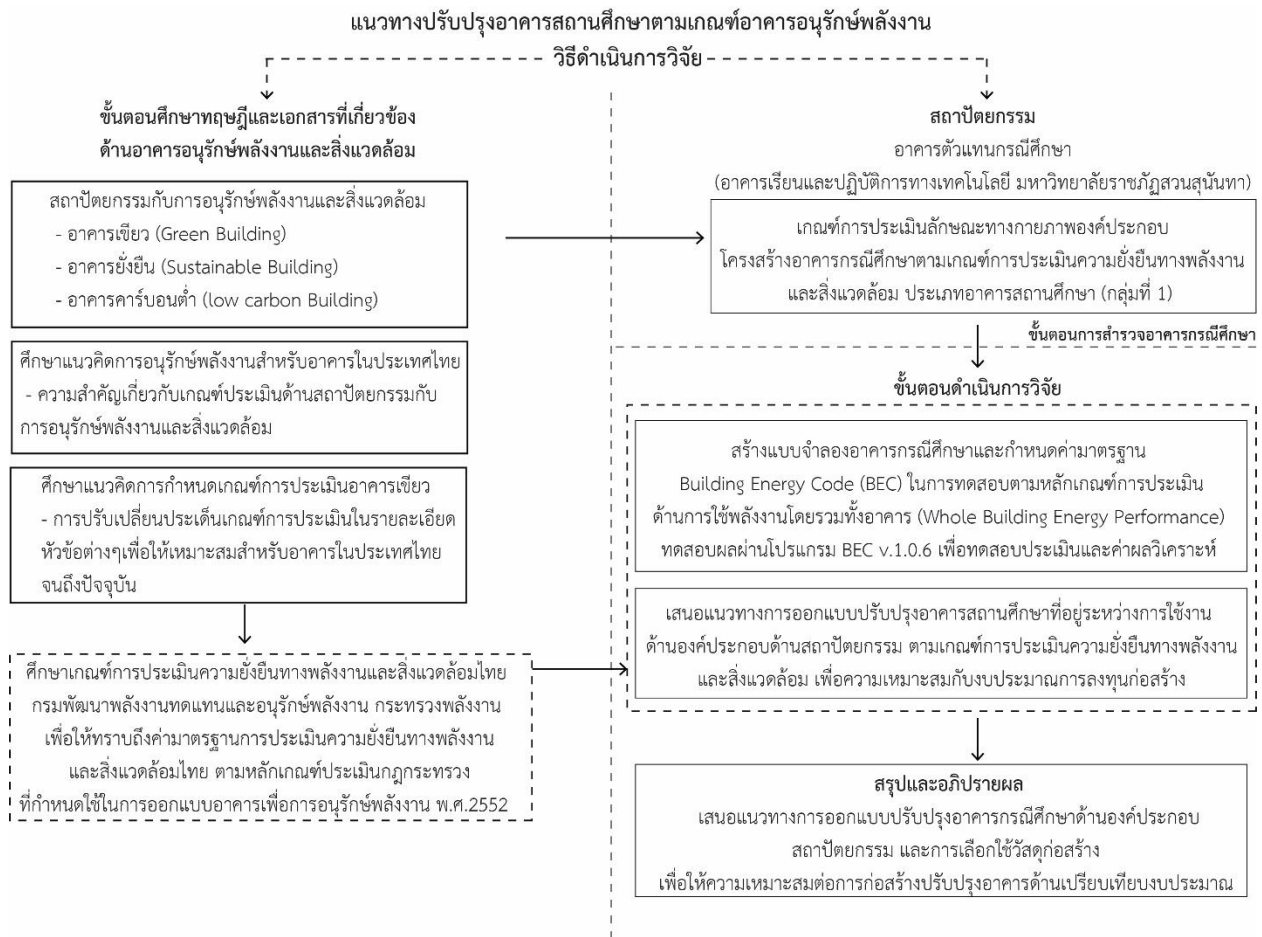 แนวทางปรับปรุงอาคารสถานศึกษาตามเกณฑ์อาคารอนุรักษ์พลังงาน
วิธีดำเนินการวิจัย
ขั้นตอนศึกษาทฤษฎีและเอกสารที่เกี่ยวข้อง
ด้านอาคารอนุรักษ์พลังงานและสิ่งแวดล้อม
สถาปัตยกรรมกับการอนุรักษ์พลังงานและสิ่งแวดล้อม
- อาคารเขียว (Green Building)
- อาคารยั่งยืน (Sustainable Building)
- อาคารคาร์บอนต่ำ (low carbon Building)
ศึกษาแนวคิดการอนุรักษ์พลังงานสำหรับอาคารในประเทศไทย
- ความสำคัญเกี่ยวกับเกณฑ์ประเมินด้านสถาปัตยกรรมกับ
การอนุรักษ์พลังงานและสิ่งแวดล้อม
ศึกษาแนวคิดการกำหนดเกณฑ์การประเมินอาคารเขียว
- การปรับเปลี่ยนประเด็นเกณฑ์การประเมินในรายละเอียด
หัวข้อต่างๆเพื่อให้เหมาะสมสำหรับอาคารในประเทศไทย
จนถึงปัจจุบัน
ศึกษาเกณฑ์การประเมินความยั่งยืนทางพลังงานและสิ่งแวดล้อมไทย
กรมพัฒนาพลังงานทดแทนและอนุรักษ์พลังงาน กระทรวงพลังงาน
เพื่อให้ทราบถึงค่ามาตรฐานการประเมินความยั่งยืนทางพลังงาน
และสิ่งแวดล้อมไทย ตามหลักเกณฑ์ประเมินกฎกระทรวง
ที่กำหนดใช้ในการออกแบบอาคารเพื่อการอนุรักษ์พลังงาน พ.ศ.2552
สถาปัตยกรรม
อาคารตัวแทนกรณีศึกษา
(อาคารเรียนและปฏิบัติการทางเทคโนโลยี มหาวิทยาลัยราชภัฏสวนสุนันทา)
เกณฑ์การประเมินลักษณะทางกายภาพองค์ประกอบ
โครงสร้างอาคารกรณีศึกษาตามเกณฑ์การประเมินความยั่งยืนทางพลังงาน
และสิ่งแวดล้อม ประเภทอาคารสถานศึกษา (กลุ่มที่ 1)
ขั้นตอนการสำรวจอาคารกรณีศึกษา
ขั้นตอนดำเนินการวิจัย
สร้างแบบจำลองอาคารกรณีศึกษาและกำหนดค่ามาตรฐาน
Building Energy Code (BEC) ในการทดสอบตามหลักเกณฑ์การประเมิน
ด้านการใช้พลังงานโดยรวมทั้งอาคาร (Whole Building Energy Performance)
ทดสอบผลผ่านโปรแกรม BEC v.1.0.6 เพื่อทดสอบประเมินและค่าผลวิเคราะห์
เสนอแนวทางการออกแบบปรับปรุงอาคารสถานศึกษาที่อยู่ระหว่างการใช้งาน
ด้านองค์ประกอบด้านสถาปัตยกรรม ตามเกณฑ์การประเมินความยั่งยืนทางพลังงาน
และสิ่งแวดล้อม เพื่อความเหมาะสมกับงบประมาณการลงทุนก่อสร้าง
สรุปและอภิปรายผล
เสนอแนวทางการออกแบบปรับปรุงอาคารกรณีศึกษาด้านองค์ประกอบ
สถาปัตยกรรม และการเลือกใช้วัสดุก่อสร้าง
เพื่อให้ความเหมาะสมต่อการก่อสร้างปรับปรุงอาคารด้านเปรียบเทียบงบประมาณ